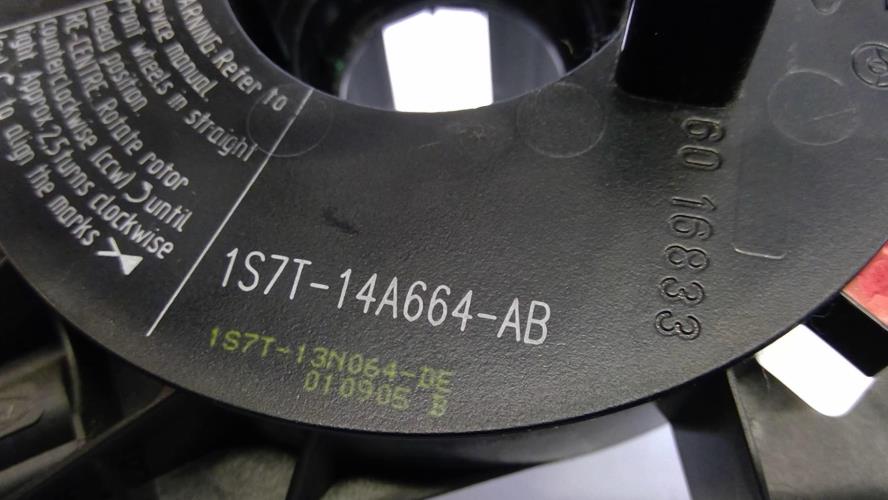 WARNING: Refer to
service manual.
Front wheels in straight
ahead position.
RE-CENTRE. Rotate rotor
counterclockwise (ccw) until
tight. Approx 2,5 turns clockwise
to align the marks
1S7T-14A664-AB
1S7T-13N064-DE
010905 B
60 16833